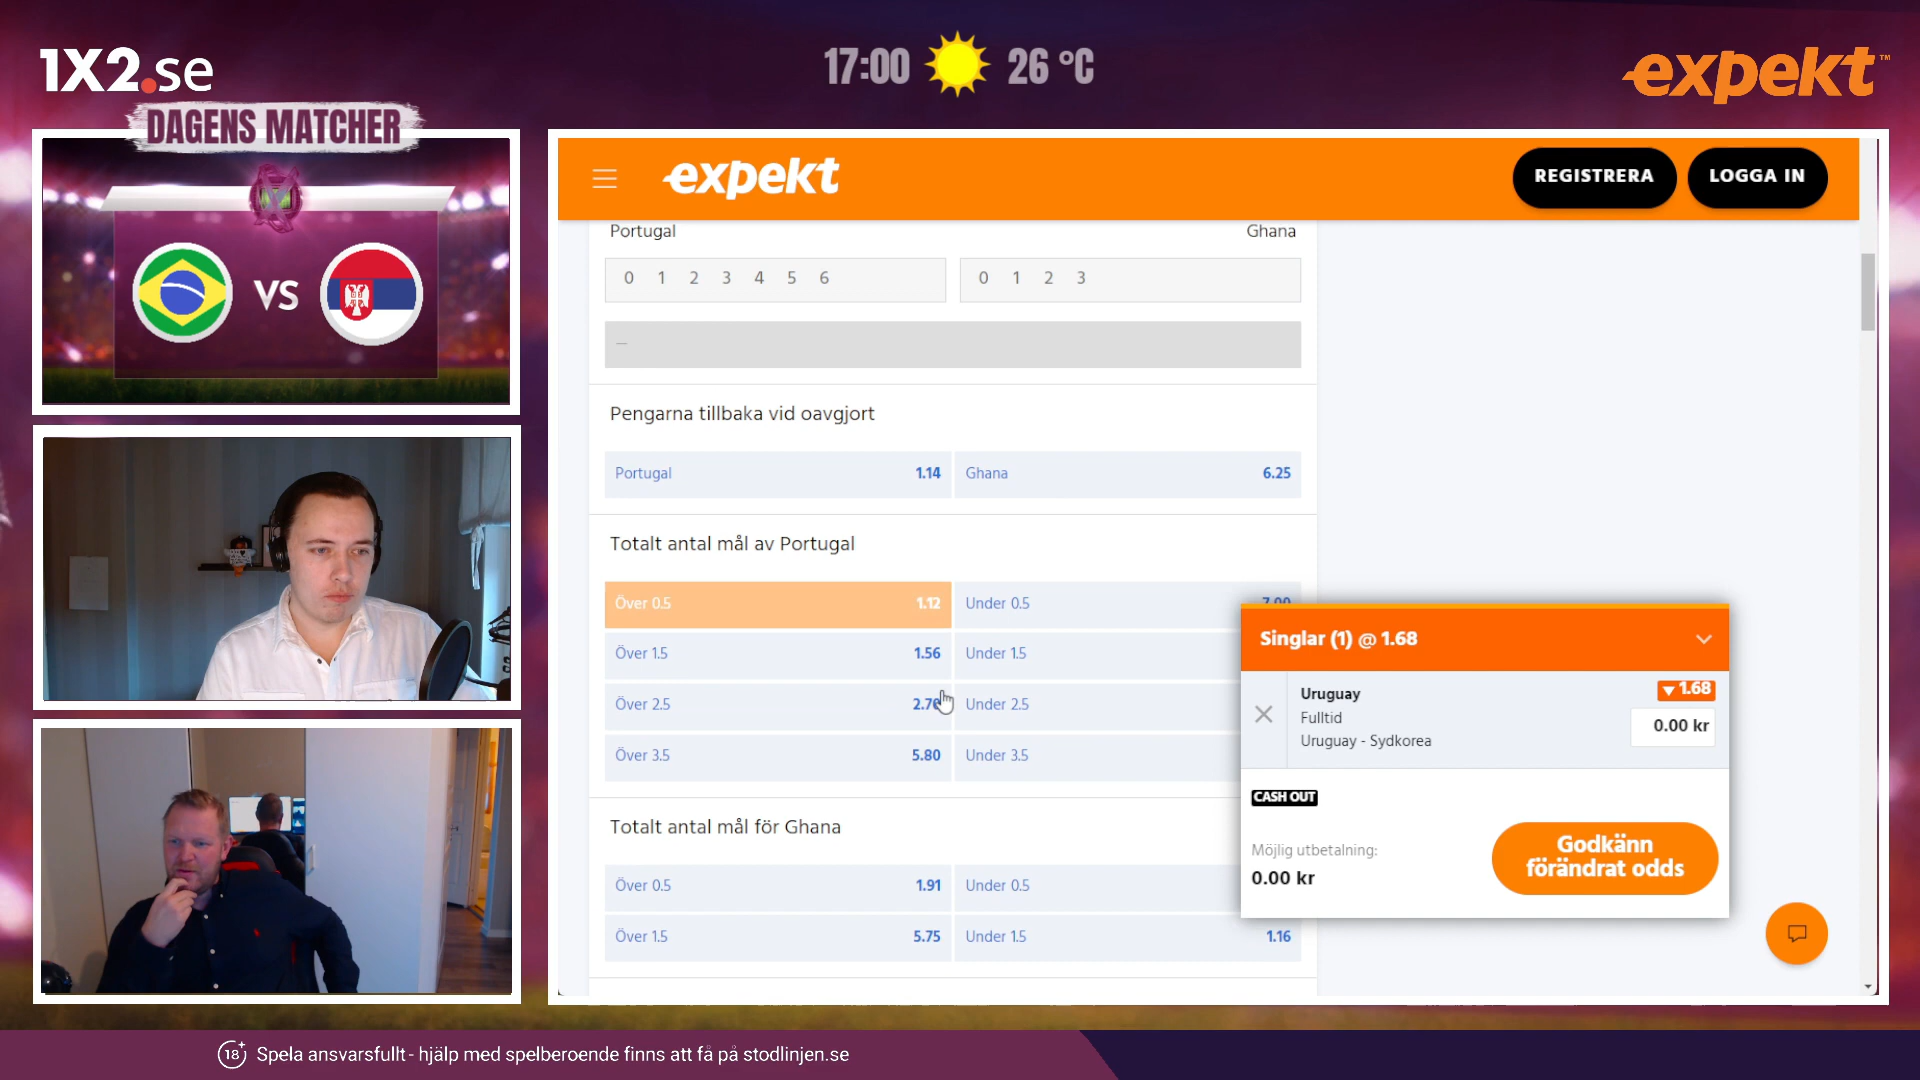 1X2.se
17:00
26 °C
expekt™
DAGENS MATCHER
VS
expekt
REGISTRERA
LOGGA IN
Portugal
Ghana
0 1 2 3 4 5 6
0 1 2 3
—
Pengarna tillbaka vid oavgjort
Portugal 1.14
Ghana 6.25
Totalt antal mål av Portugal
Över 0.5 1.12
Under 0.5 7.00
Över 1.5 1.56
Under 1.5
Över 2.5
Under 2.5
Över 3.5 5.80
Under 3.5
Totalt antal mål för Ghana
Över 0.5 1.91
Under 0.5
Över 1.5 5.75
Under 1.5 1.16
Singlar (1) @ 1.68
Uruguay
▼1.68
Fulltid
0.00 kr
Uruguay - Sydkorea
CASH OUT
Möjlig utbetalning:
0.00 kr
Godkänn
förändrat odds
18+ Spela ansvarsfullt - hjälp med spelberoende finns att få på stodlinjen.se